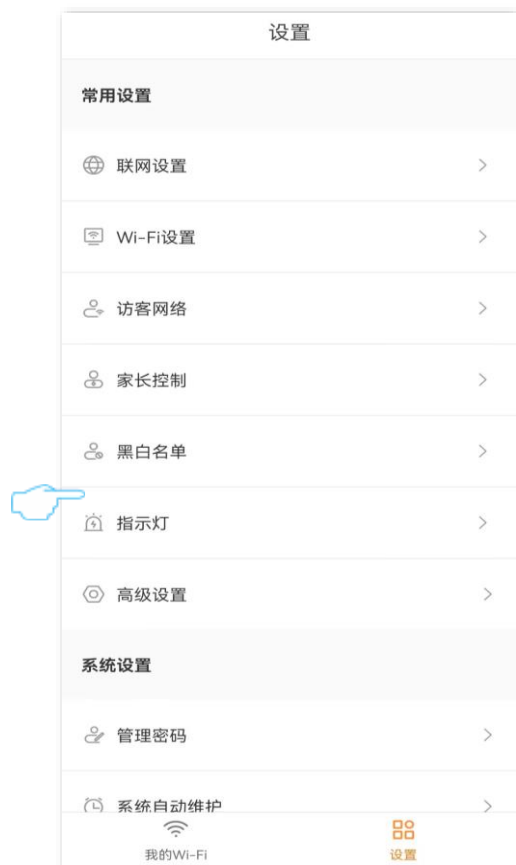 设置
常用设置
联网设置
Wi-Fi设置
访客网络
家长控制
黑白名单
指示灯
高级设置
系统设置
管理密码
系统自动维护
我的Wi-Fi
设置